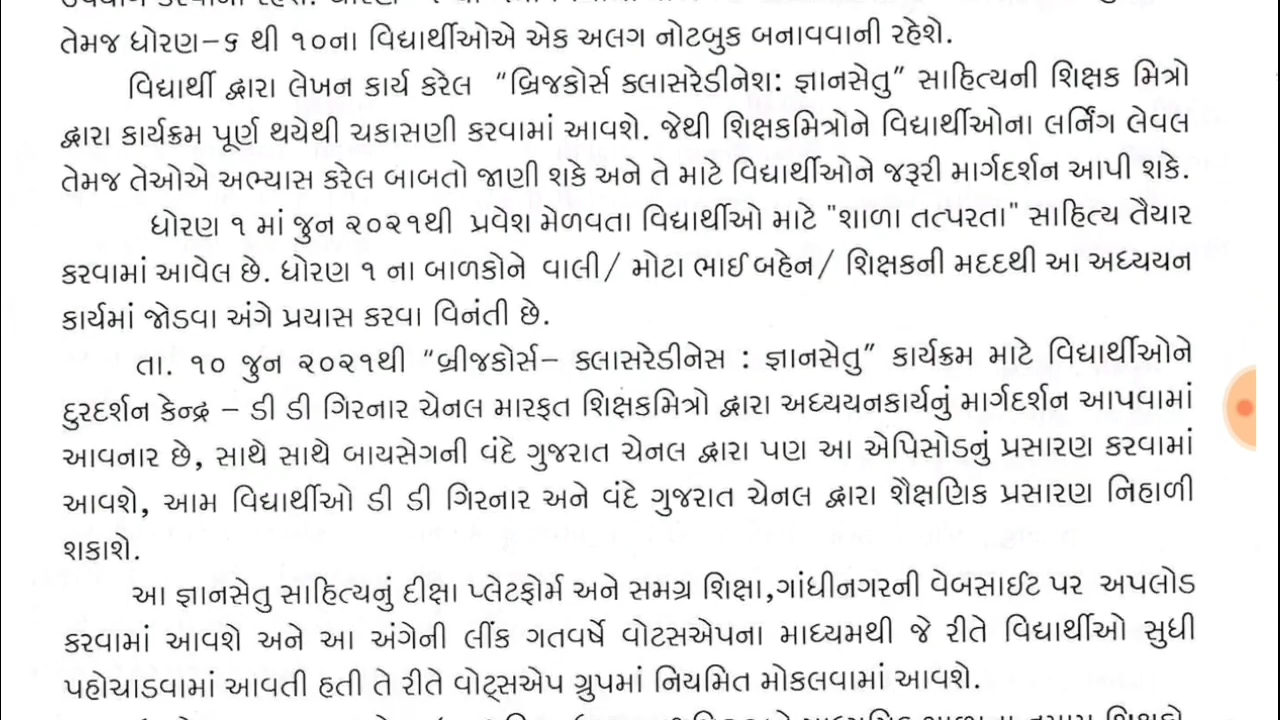 તેમજ ધોરણ-૬ થી ૧૦ના વિદ્યાર્થીઓએ એક અલગ નોટબુક બનાવવાની રહેશે.
વિદ્યાર્થી દ્વારા લેખન કાર્ય કરેલ “બ્રિજકોર્સ ક્લાસરેડીનેશ: જ્ઞાનસેતુ” સાહિત્યની શિક્ષક મિત્રો
દ્વારા કાર્યક્રમ પૂર્ણ થયેથી ચકાસણી કરવામાં આવશે. જેથી શિક્ષકમિત્રોને વિદ્યાર્થીઓના લર્નિંગ લેવલ
તેમજ તેઓએ અભ્યાસ કરેલ બાબતો જાણી શકે અને તે માટે વિદ્યાર્થીઓને જરૂરી માર્ગદર્શન આપી શકે.
ધોરણ ૧ માં જુન ૨૦૨૧થી પ્રવેશ મેળવતા વિદ્યાર્થીઓ માટે "શાળા તત્પરતા" સાહિત્ય તૈયાર
કરવામાં આવેલ છે. ધોરણ ૧ ના બાળકોને વાલી/ મોટા ભાઈ બહેન/ શિક્ષકની મદદથી આ અધ્યયન
કાર્યમાં જોડવા અંગે પ્રયાસ કરવા વિનંતી છે.
તા. ૧૦ જુન ૨૦૨૧થી “બ્રીજકોર્સ– ક્લાસરેડીનેસ : જ્ઞાનસેતુ” કાર્યક્રમ માટે વિદ્યાર્થીઓને
દુરદર્શન કેન્દ્ર – ડી ડી ગિરનાર ચેનલ મારફત શિક્ષકમિત્રો દ્વારા અધ્યયનકાર્યનું માર્ગદર્શન આપવામાં
આવનાર છે, સાથે સાથે બાયસેગની વંદે ગુજરાત ચેનલ દ્વારા પણ આ એપિસોડનું પ્રસારણ કરવામાં
આવશે, આમ વિદ્યાર્થીઓ ડી ડી ગિરનાર અને વંદે ગુજરાત ચેનલ દ્વારા શૈક્ષણિક પ્રસારણ નિહાળી
શકાશે.
આ જ્ઞાનસેતુ સાહિત્યનું દીક્ષા પ્લેટફોર્મ અને સમગ્ર શિક્ષા,ગાંધીનગરની વેબસાઈટ પર અપલોડ
કરવામાં આવશે અને આ અંગેની લીંક ગતવર્ષે વોટસએપના માધ્યમથી જે રીતે વિદ્યાર્થીઓ સુધી
પહોચાડવામાં આવતી હતી તે રીતે વોટ્સએપ ગ્રુપમાં નિયમિત મોકલવામાં આવશે.